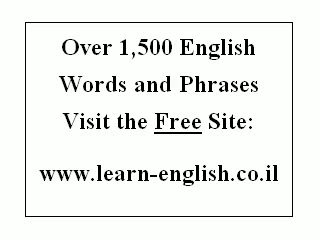 Over 1,500 English
Words and Phrases
Visit the Free Site:
www.learn-english.co.il